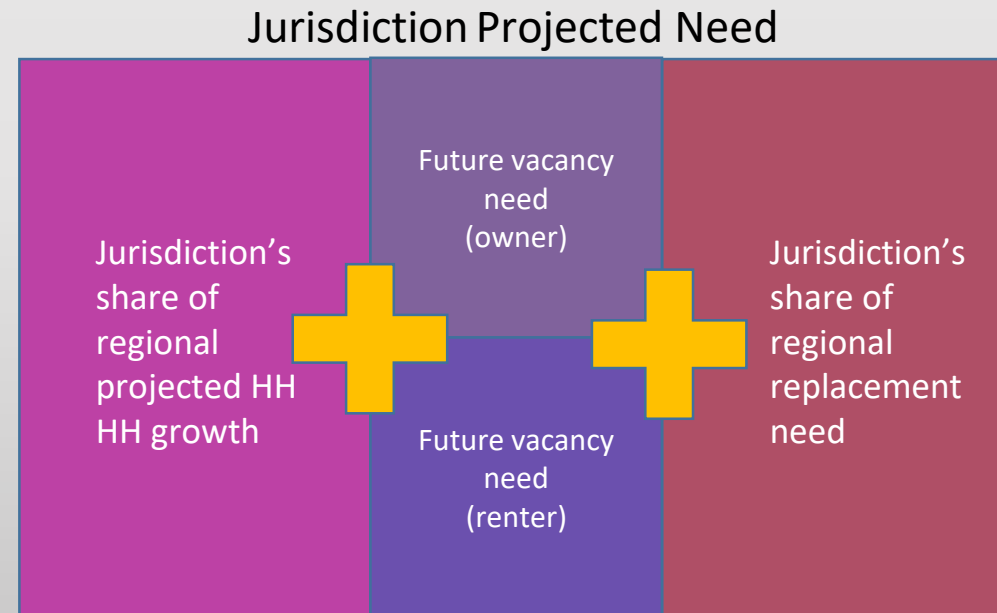 Jurisdiction Projected Need
Jurisdiction’s
share of
regional
projected HH
HH growth
Future vacancy
need
(owner)
Future vacancy
need
(renter)
Jurisdiction’s
share of
regional
replacement
need